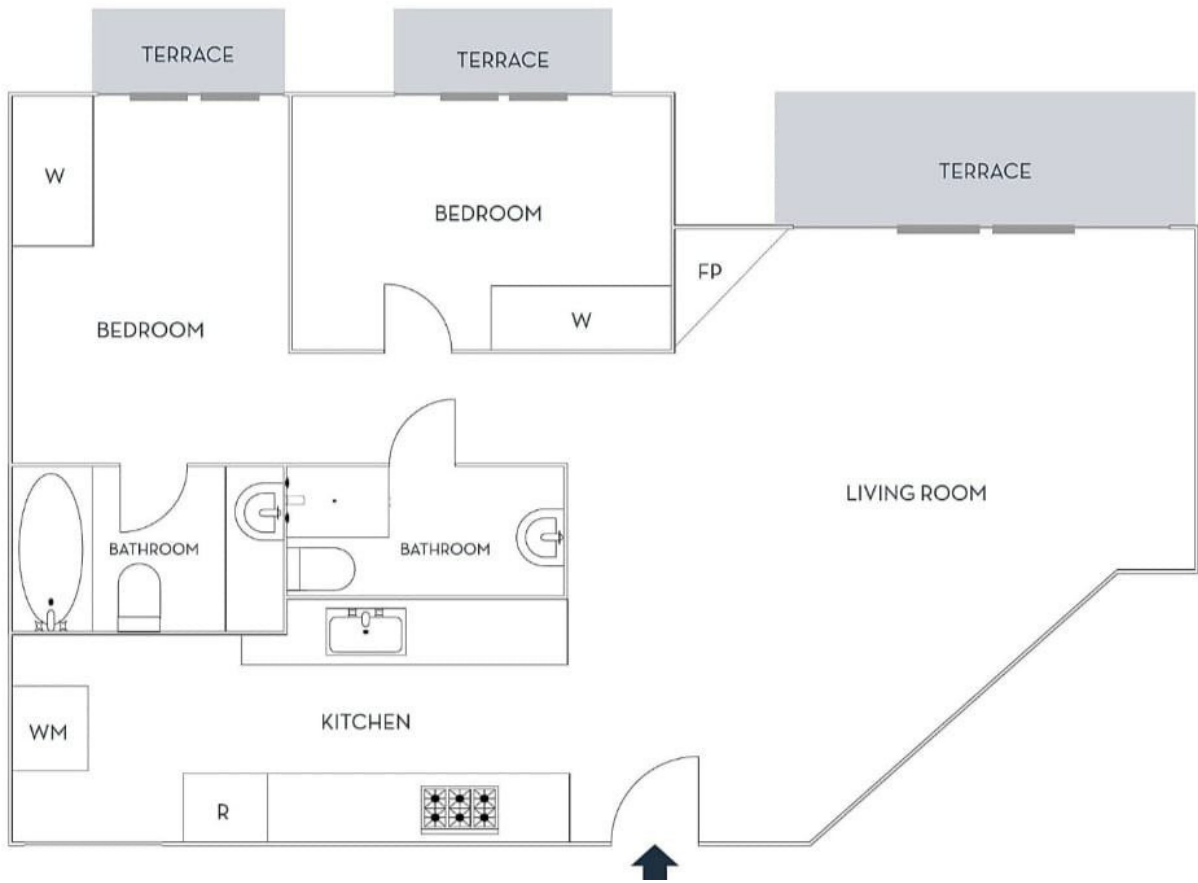 TERRACE
TERRACE
TERRACE
W
BEDROOM
FP
W
BEDROOM
LIVING ROOM
BATHROOM
BATHROOM
KITCHEN
WM
R